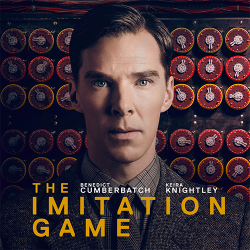 THE
BENEDICT CUMBERBATCH
KEIRA KNIGHTLEY
IMITATION
GAME